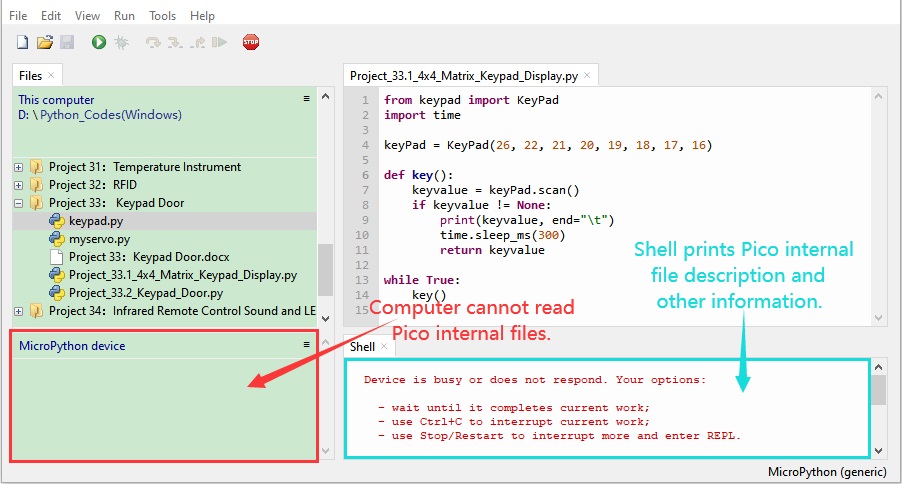 File Edit View Run Tools Help
STOP
Files
This computer
D: \ Python_Codes(Windows)
Project 31：Temperature Instrument
Project 32：RFID
Project 33： Keypad Door
keypad.py
myservo.py
Project 33：Keypad Door.docx
Project_33.1_4x4_Matrix_Keypad_Display.py
Project_33.2_Keypad_Door.py
Project 34：Infrared Remote Control Sound and LE
MicroPython device
Computer cannot read
Pico internal files.
Project_33.1_4x4_Matrix_Keypad_Display.py
1 from keypad import KeyPad
2 import time
3
4 keyPad = KeyPad(26, 22, 21, 20, 19, 18, 17, 16)
5
6 def key():
7 keyvalue = keyPad.scan()
8 if keyvalue != None:
9 print(keyvalue, end="\t")
10 time.sleep_ms(300)
11 return keyvalue
12
13 while True:
14 key()
15
Shell prints Pico internal
file description and
other information.
Shell
Device is busy or does not respond. Your options:
- wait until it completes current work;
- use Ctrl+C to interrupt current work;
- use Stop/Restart to interrupt more and enter REPL.
MicroPython (generic)